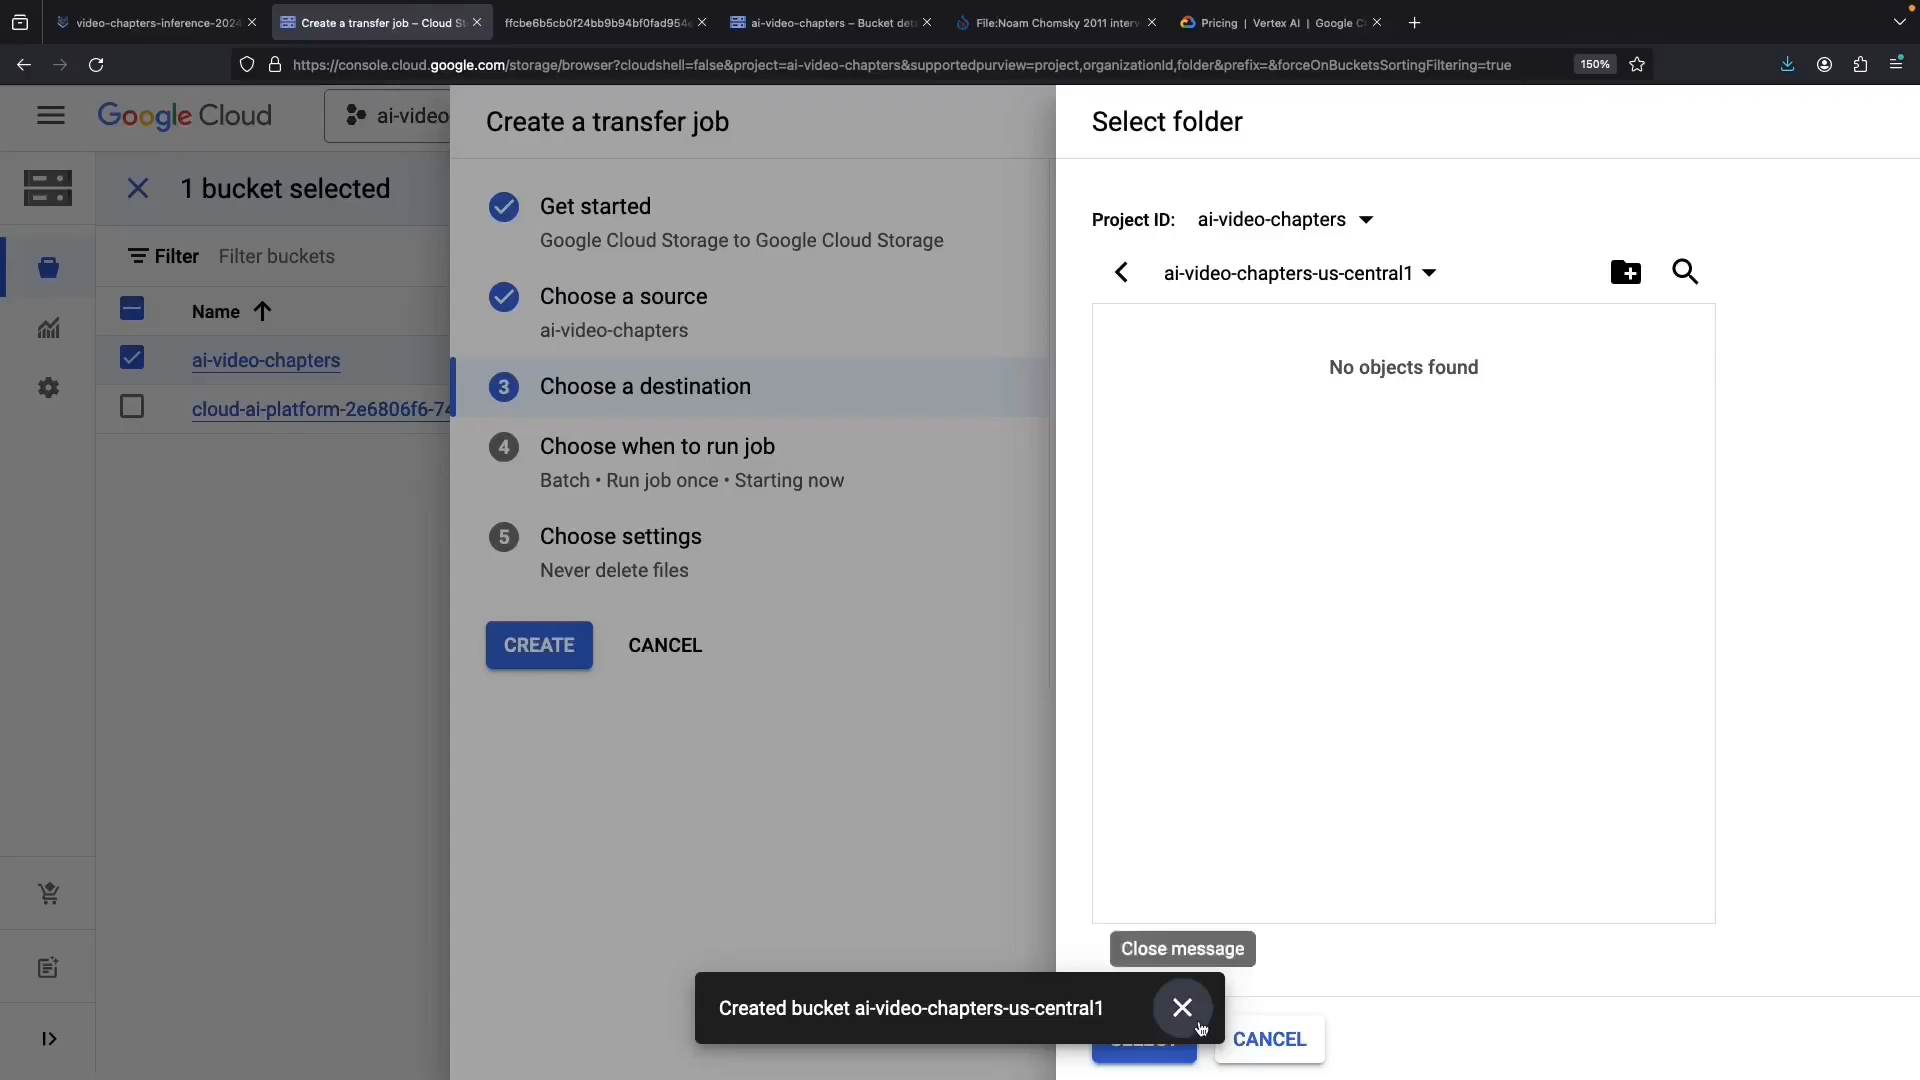 video-chapters-inference-2024
Create a transfer job – Cloud St
ffcbe6b5cb0f24bb9b94bf0fad954
ai-video-chapters – Bucket det
File:Noam Chomsky 2011 interv
Pricing | Vertex AI | Google Cl
https://console.cloud.google.com/storage/browser?cloudshell=false&project=ai-video-chapters&supportedpurview=project,organizationId,folder&prefix=&forceOnBucketsSortingFiltering=true
150%
Google Cloud
ai-video
1 bucket selected
Filter Filter buckets
Name
ai-video-chapters
cloud-ai-platform-2e6806f6-74
Create a transfer job
Get started
Google Cloud Storage to Google Cloud Storage
Choose a source
ai-video-chapters
3 Choose a destination
4 Choose when to run job
Batch • Run job once • Starting now
5 Choose settings
Never delete files
CREATE CANCEL
Select folder
Project ID: ai-video-chapters
ai-video-chapters-us-central1
No objects found
Close message
Created bucket ai-video-chapters-us-central1
CANCEL